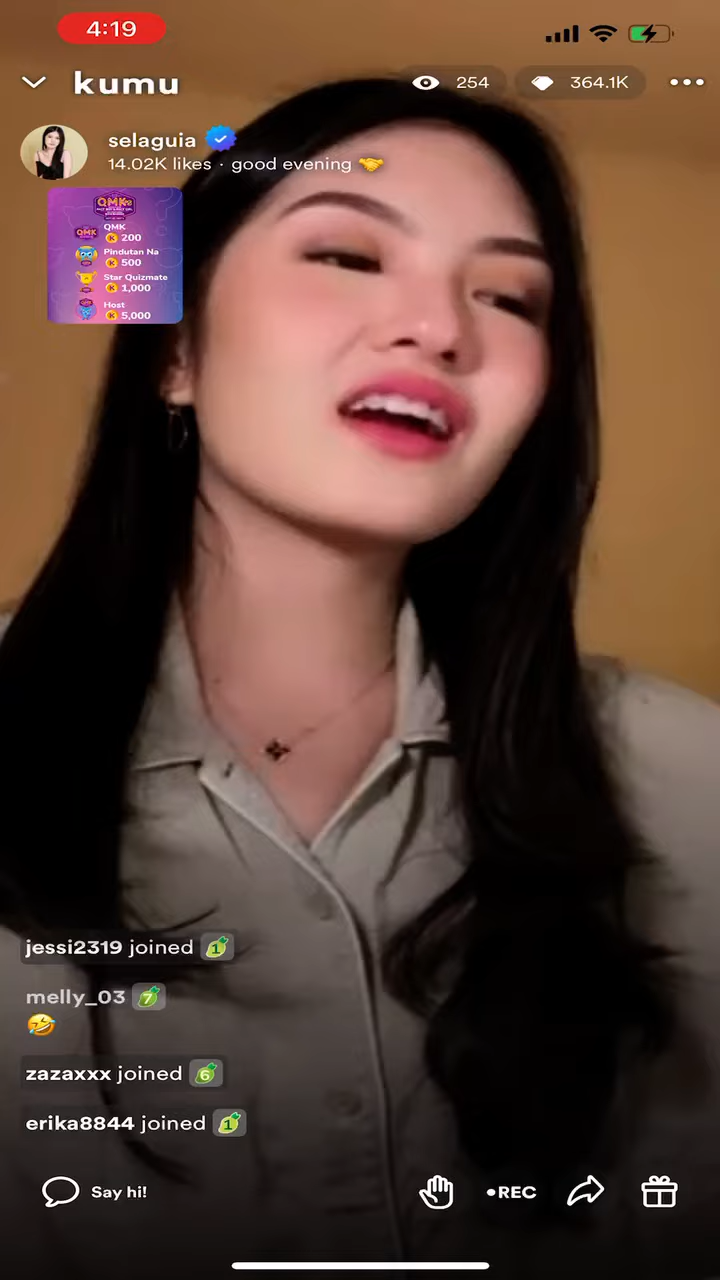 4:19
kumu
254
364.1K
selaguia
14.02K likes · good evening 🤝
QMKs
QMK
QMK
200
Pindutan Na
500
Star Quizmate
1,000
Host
5,000
jessi2319 joined 1
melly_03 7
🤣
zazaxxx joined 6
erika8844 joined 1
Say hi!
•REC